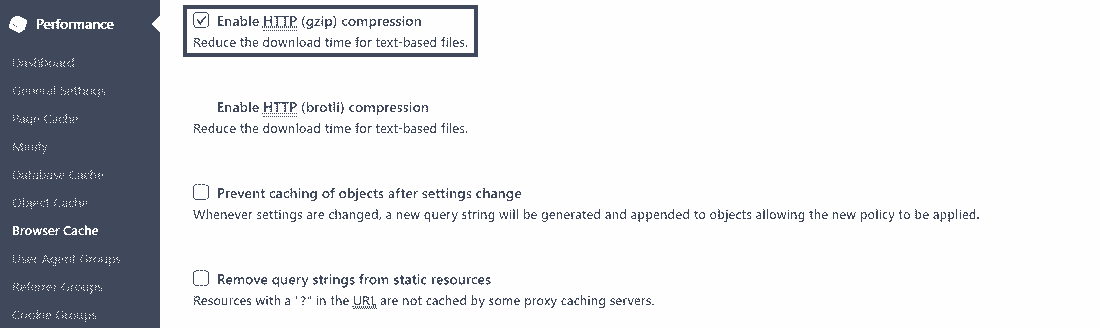 Performance
Dashboard
General Settings
Page Cache
Minify
Database Cache
Object Cache
Browser Cache
User Agent Groups
Referrer Groups
Cookie Groups
Enable HTTP (gzip) compression
Reduce the download time for text-based files.
Enable HTTP (brotli) compression
Reduce the download time for text-based files.
Prevent caching of objects after settings change
Whenever settings are changed, a new query string will be generated and appended to objects allowing the new policy to be applied.
Remove query strings from static resources
Resources with a "?" in the URL are not cached by some proxy caching servers.